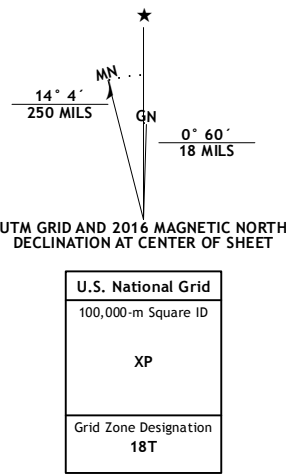 MN
14° 4´
250 MILS
GN
0° 60´
18 MILS
UTM GRID AND 2016 MAGNETIC NORTH
DECLINATION AT CENTER OF SHEET
U.S. National Grid
100,000-m Square ID
XP
Grid Zone Designation
18T